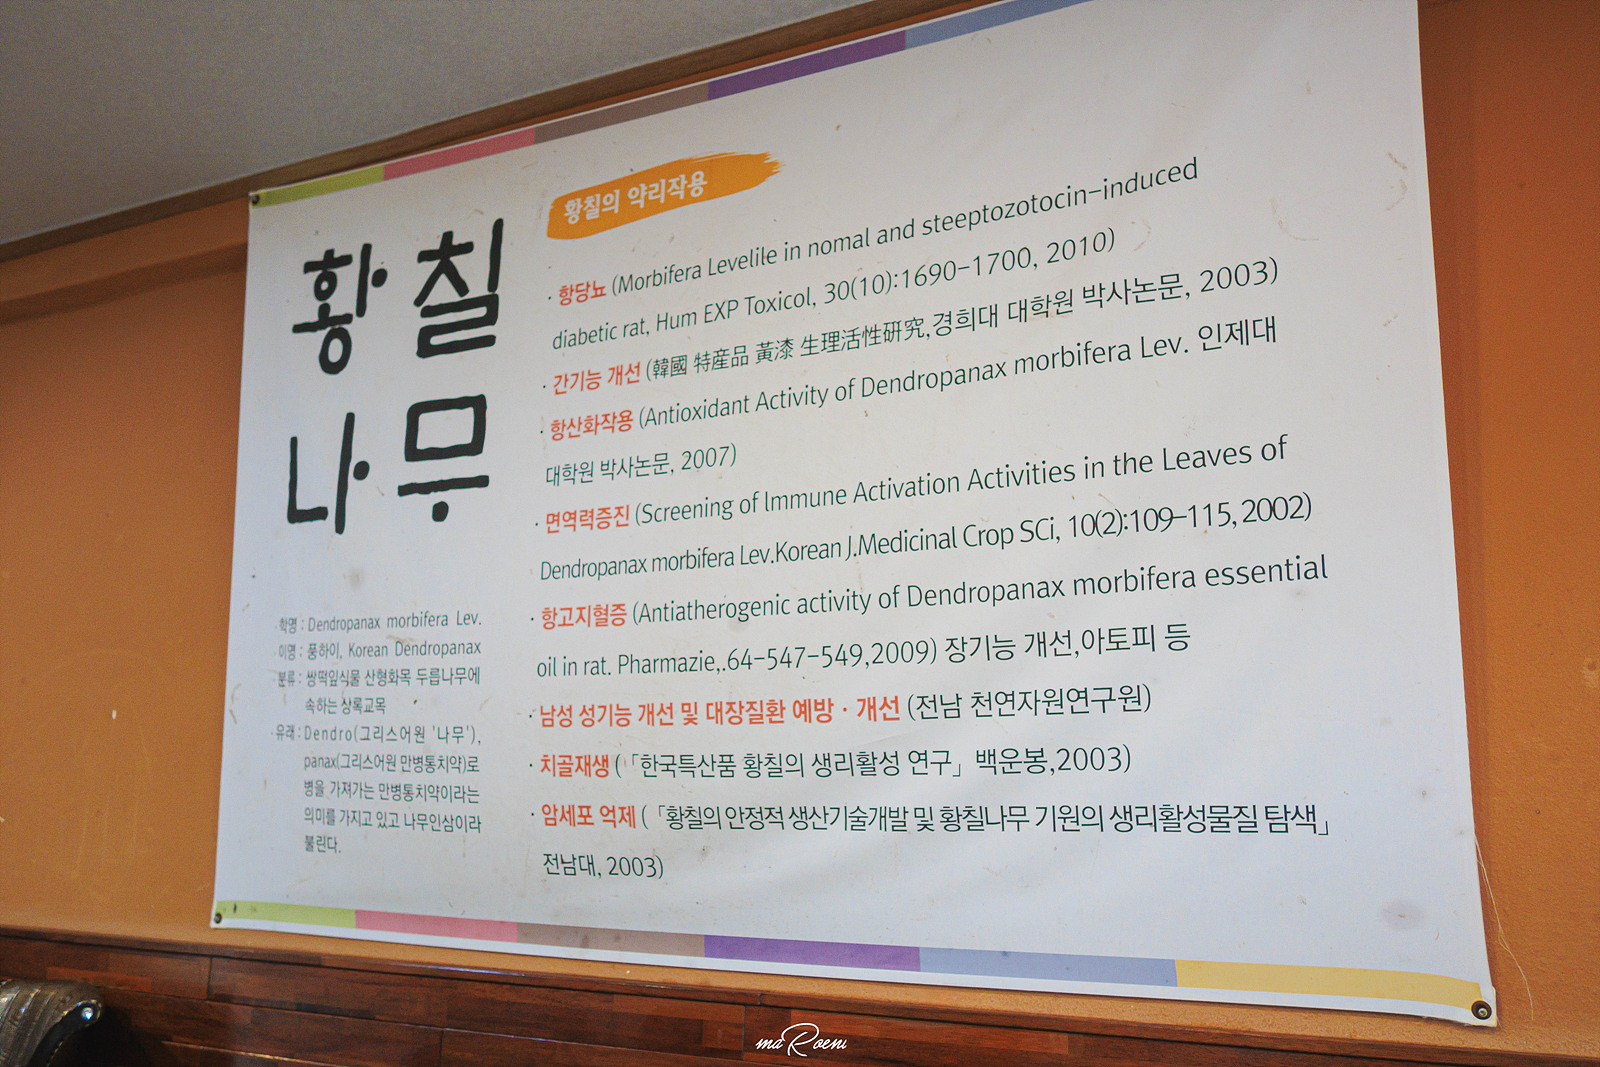 황칠
나무
· 학명 : Dendropanax morbifera Lev.
· 이명 : 풍하이, Korean Dendropanax
· 분류 : 쌍떡잎식물 산형화목 두릅나무에
속하는 상록교목
· 유래 : Dendro(그리스어원 '나무'),
panax(그리스어원 만병통치약)로
병을 가져가는 만병통치약이라는
의미를 가지고 있고 나무인삼이라
불린다.
황칠의 약리작용
· 항당뇨 (Morbifera Levelile in nomal and steeptozotocin-induced
diabetic rat, Hum EXP Toxicol, 30(10):1690-1700, 2010)
· 간기능 개선 (韓國 特産品 黃漆 生理活性硏究,경희대 대학원 박사논문, 2003)
· 항산화작용 (Antioxidant Activity of Dendropanax morbifera Lev. 인제대
대학원 박사논문, 2007)
· 면역력증진 (Screening of Immune Activation Activities in the Leaves of
Dendropanax morbifera Lev.Korean J.Medicinal Crop SCi, 10(2):109-115, 2002)
· 항고지혈증 (Antiatherogenic activity of Dendropanax morbifera essential
oil in rat. Pharmazie,.64-547-549,2009) 장기능 개선,아토피 등
· 남성 성기능 개선 및 대장질환 예방 · 개선 (전남 천연자원연구원)
· 치골재생 (「한국특산품 황칠의 생리활성 연구」 백운봉,2003)
· 암세포 억제 (「황칠의 안정적 생산기술개발 및 황칠나무 기원의 생리활성물질 탐색」
전남대, 2003)
maRoeni